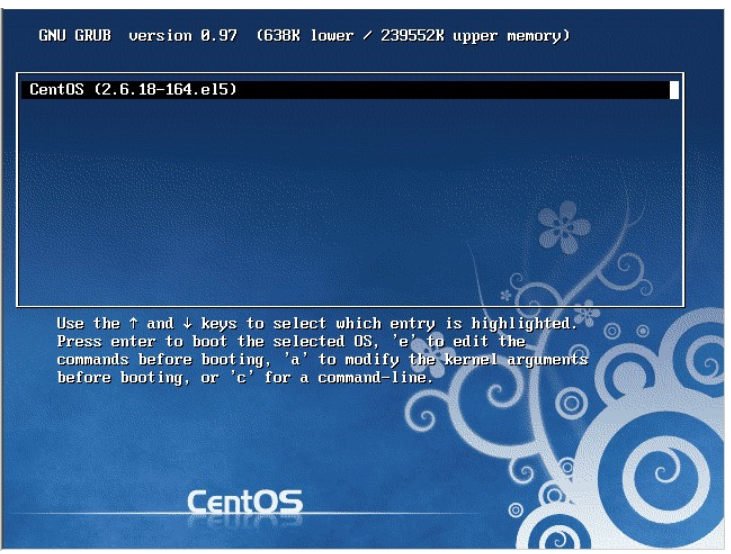 GNU GRUB version 0.97 (638K lower / 239552K upper memory)
CentOS (2.6.18-164.el5)
Use the ↑ and ↓ keys to select which entry is highlighted.
Press enter to boot the selected OS, 'e' to edit the
commands before booting, 'a' to modify the kernel arguments
before booting, or 'c' for a command-line.
CentOS